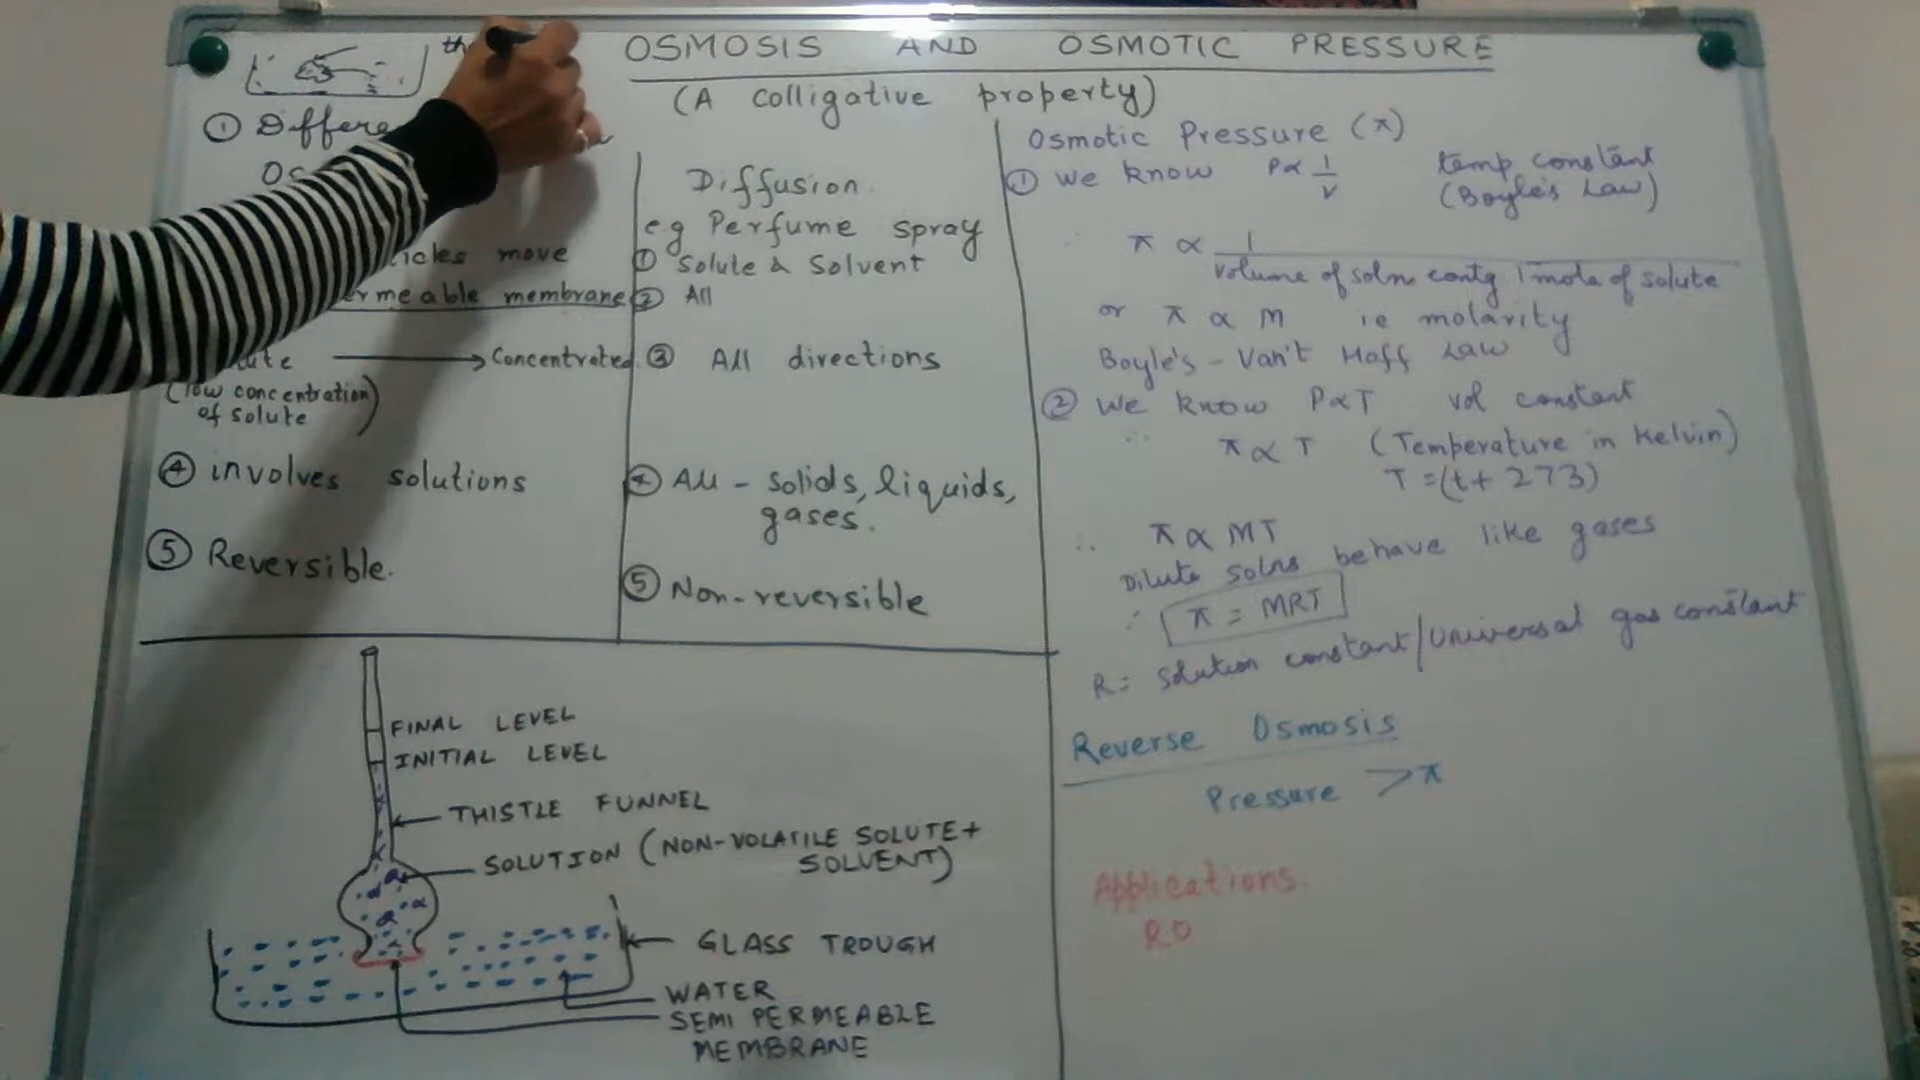 OSMOSIS AND OSMOTIC PRESSURE
(A colligative property)
①
move
permeable membrane
→ Concentrated
(low concentration
of solute)
④ involves solutions
⑤ Reversible.
Diffusion.
e.g Perfume spray
① Solute & Solvent
② All
③ All directions
④ All - solids, liquids,
gases.
⑤ Non-reversible
Osmotic Pressure (π)
① We know P∝ 1/V temp constant
(Boyle's Law)
π ∝ 1
Volume of soln contg 1 mole of solute
or π ∝ M ie molarity
Boyle's - Van't Hoff Law
② We know P∝T vol constant
∴ π ∝ T (Temperature in Kelvin)
T = (t + 273)
∴ π ∝ MT
Dilute solns behave like gases
∴ π = MRT
R = Solution constant/Universal gas constant
Reverse Osmosis
Pressure > π
Applications.
RO
FINAL LEVEL
INITIAL LEVEL
THISTLE FUNNEL
SOLUTION (NON-VOLATILE SOLUTE +
SOLVENT)
GLASS TROUGH
WATER
SEMI PERMEABLE
MEMBRANE